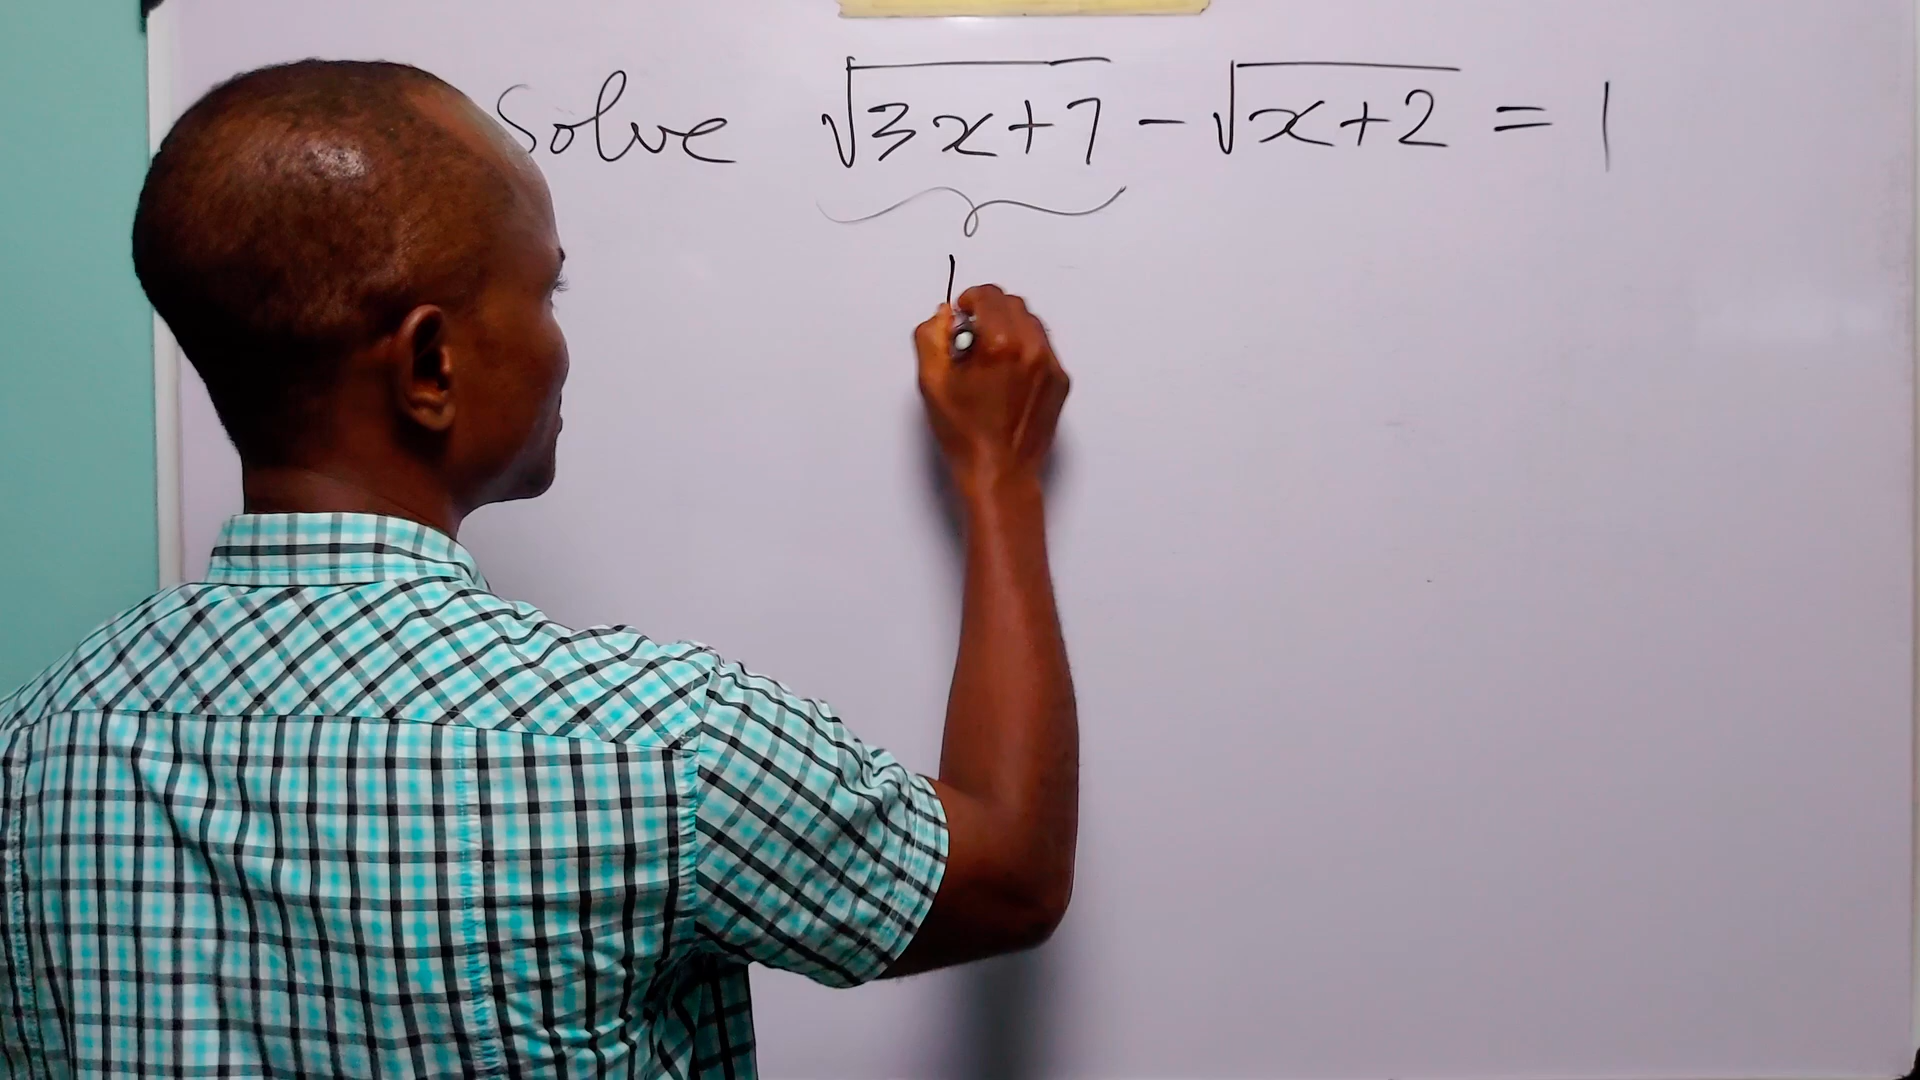 Solve √(3x+7) - √(x+2) = 1